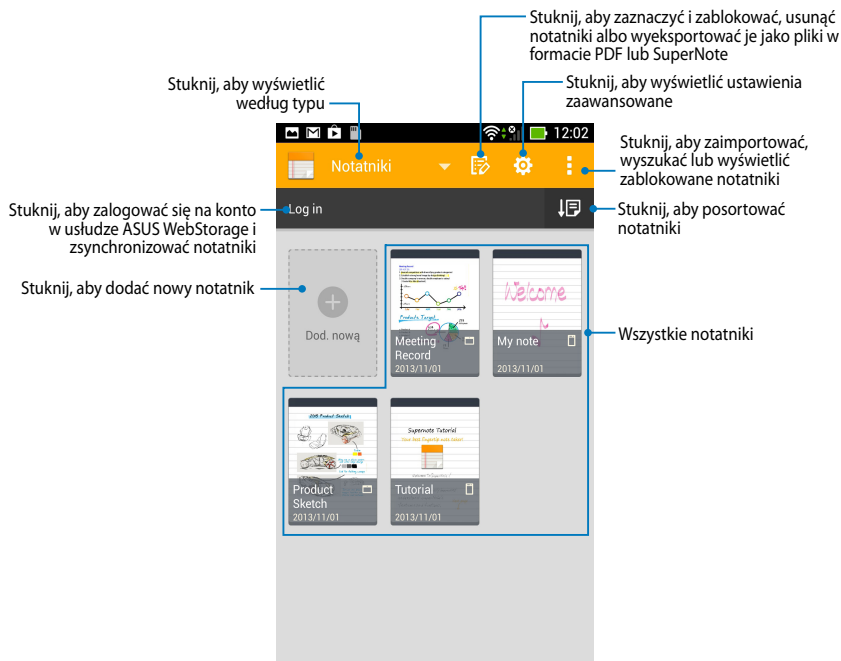 Stuknij, aby zaznaczyć i zablokować, usunąć
notatniki albo wyeksportować je jako pliki w
formacie PDF lub SuperNote
Stuknij, aby wyświetlić
według typu
Stuknij, aby wyświetlić ustawienia
zaawansowane
12:02
Notatniki
Stuknij, aby zaimportować,
wyszukać lub wyświetlić
zablokowane notatniki
Stuknij, aby zalogować się na konto
w usłudze ASUS WebStorage i
zsynchronizować notatniki
Log in
Stuknij, aby posortować
notatniki
Stuknij, aby dodać nowy notatnik
Dod. nową
Products Target
Meeting
Record
2013/11/01
Welcome
My note
2013/11/01
Wszystkie notatniki
Product
Sketch
2013/11/01
Supernote Tutorial
Tutorial
2013/11/01